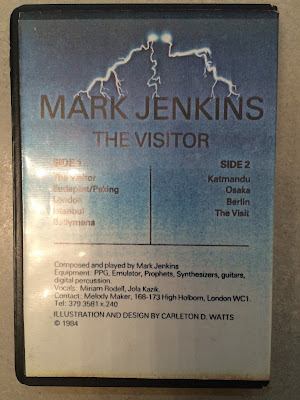 MARK JENKINS
THE VISITOR
SIDE 1
The Visitor
Budapest/Peking
London
Istanbul
Ballymena
SIDE 2
Katmandu
Osaka
Berlin
The Visit
Composed and played by Mark Jenkins
Equipment: PPG, Emulator, Prophets, Synthesizers, guitars,
digital percussion.
Vocals: Miriam Rodell, Jola Kazik.
Contact: Melody Maker, 168-173 High Holborn, London WC1.
Tel: 379 3581 x 240
ILLUSTRATION AND DESIGN BY CARLETON D. WATTS
© 1984